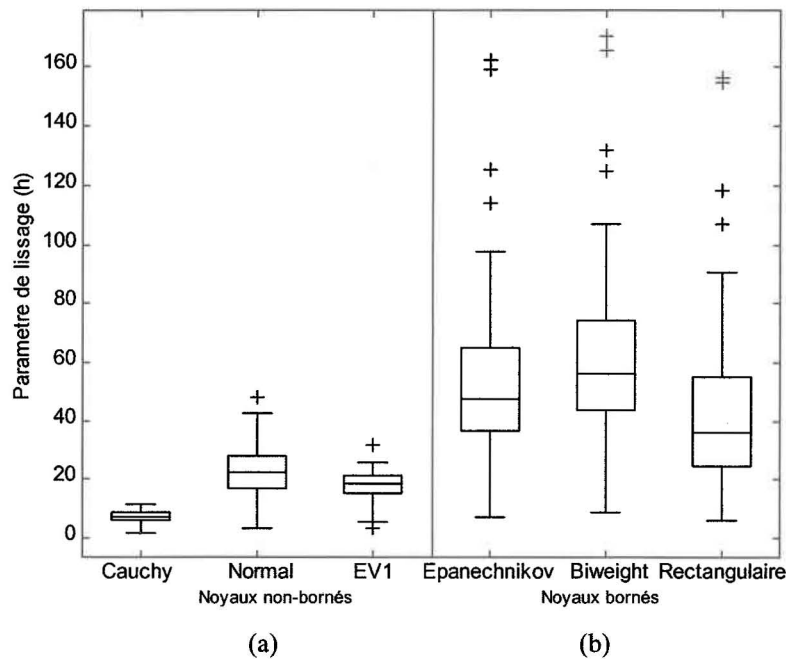 160
140
120
100
80
60
40
20
0
Parametre de lissage (h)
Cauchy Normal EV1 Epanechnikov Biweight Rectangulaire
Noyaux non-bornés Noyaux bornés
(a) (b)